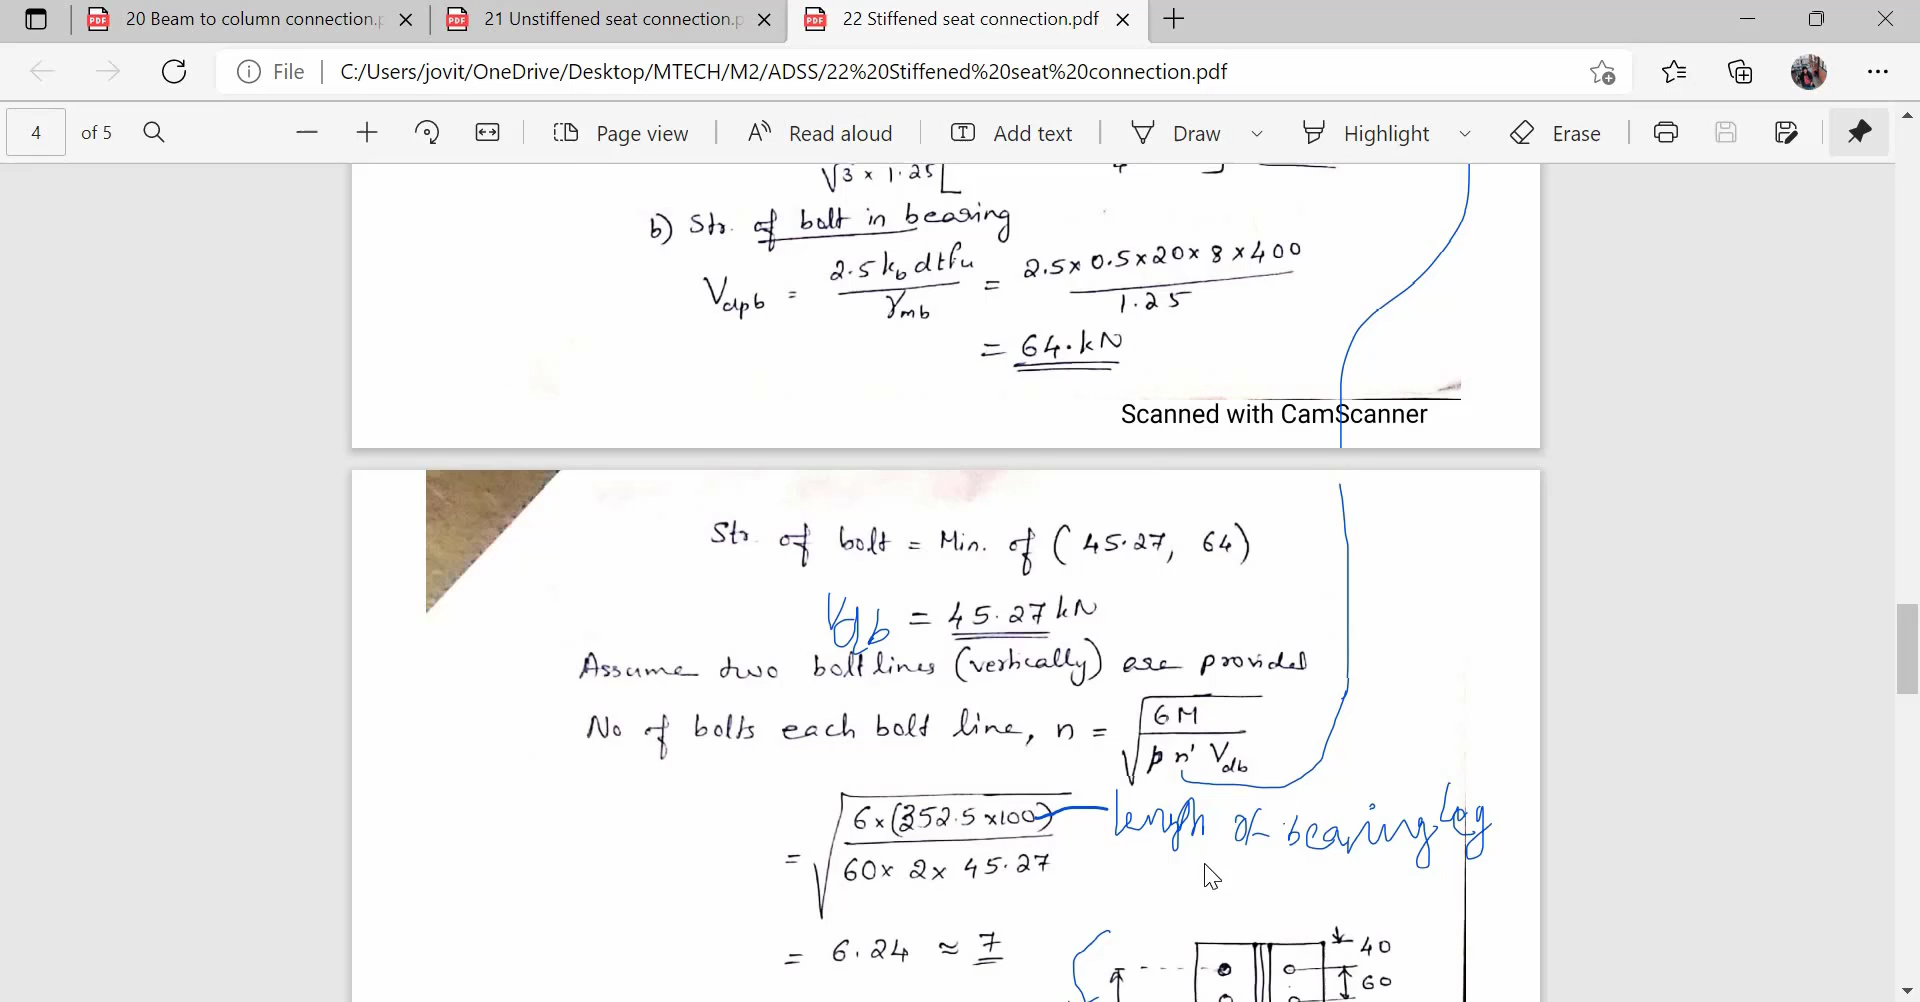 20 Beam to column connection.p
21 Unstiffened seat connection.p
22 Stiffened seat connection.pdf
File
C:/Users/jovit/OneDrive/Desktop/MTECH/M2/ADSS/22%20Stiffened%20seat%20connection.pdf
4 of 5
Page view
Read aloud
Add text
Draw
Highlight
Erase
√3 × 1.25 [ 4 ]
b) Str. of bolt in bearing
Vdpb = 2.5 kb dtfu / γmb = 2.5 × 0.5 × 20 × 8 × 400 / 1.25
= 64. kN
Scanned with CamScanner
Str. of bolt = Min. of (45.27, 64)
Vdb = 45.27 kN
Assume two bolt lines (vertically) are provided
No of bolts each bolt line, n = √(6M / p n' Vdb)
= √(6 × (352.5 × 100) / 60 × 2 × 45.27) length of bearing Leg
= 6.24 ≈ 7
40
60